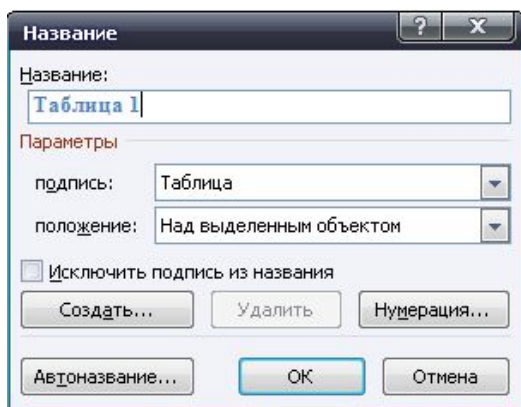 Название
Название:
Таблица 1
Параметры
подпись: Таблица
положение: Над выделенным объектом
Исключить подпись из названия
Создать... Удалить Нумерация...
Автоназвание... ОК Отмена